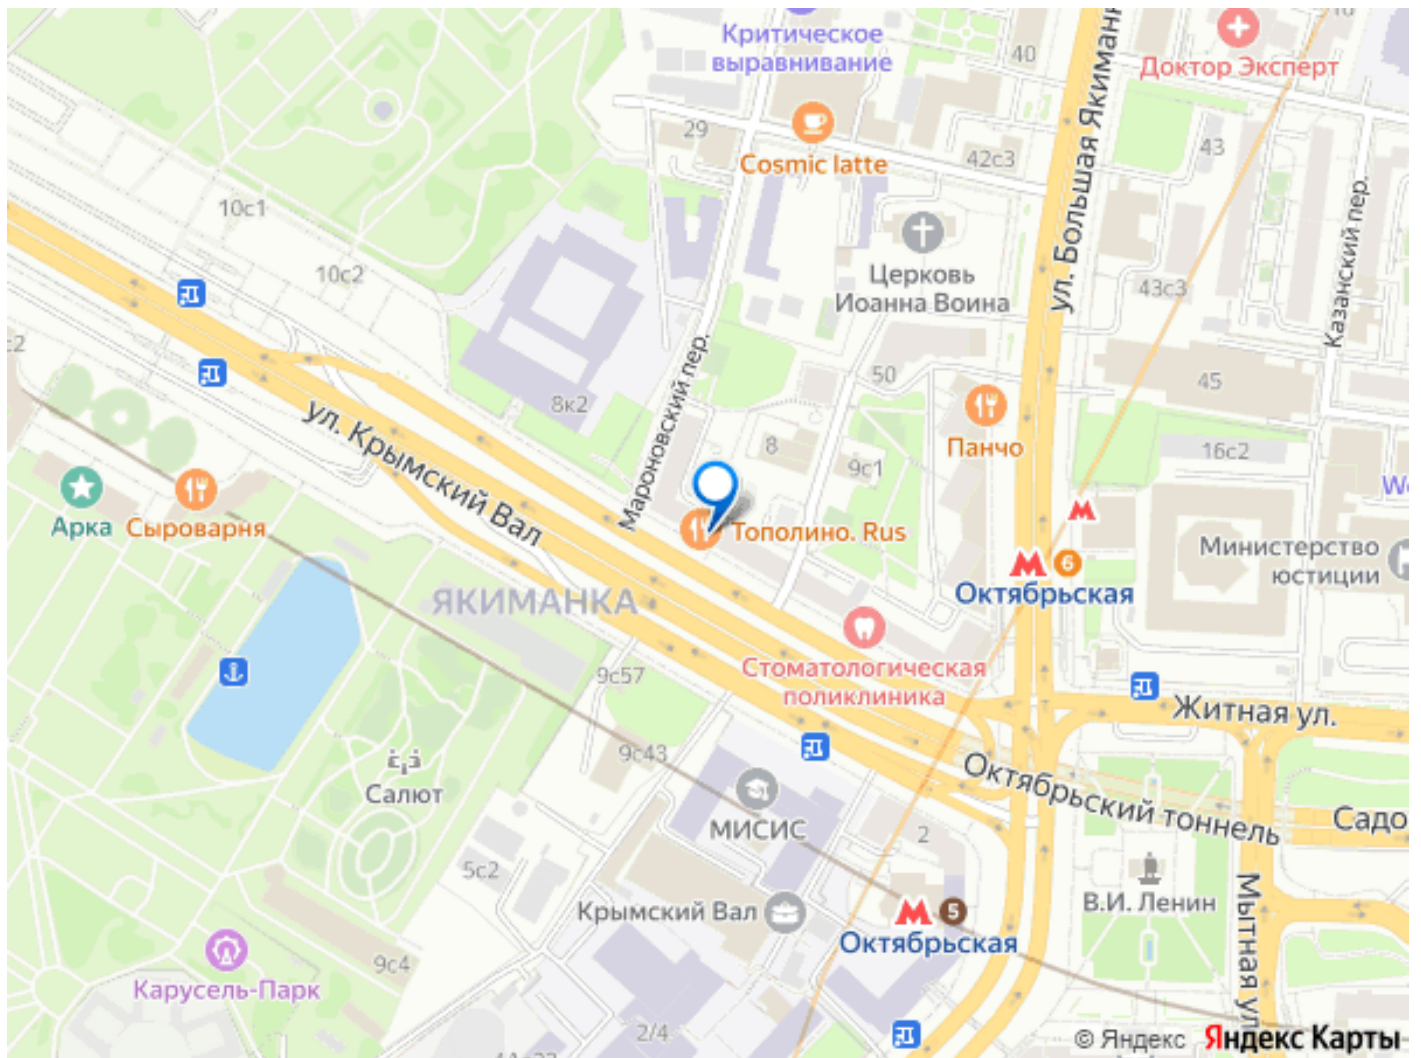 Критическое
выравнивание
40
Доктор Эксперт
ул. Большая Якиманка
29
Cosmic latte
42с3
43
Казанский пер.
10с1
Церковь
Иоанна Воина
10с2
43с3
Мароновский пер.
50
45
8к2
ул. Крымский Вал
8
9с1
Панчо
16с2
Арка
Сыроварня
Тополино. Rus
Министерство
юстиции
6
Октябрьская
ЯКИМАНКА
Стоматологическая
поликлиника
9с57
Житная ул.
9с43
Салют
Октябрьский тоннель
Садо
МИСИС
2
5с2
В.И. Ленин
Крымский Вал
5
Октябрьская
Мытная ул
9с4
Карусель-Парк
2/4
© Яндекс Яндекс Карты